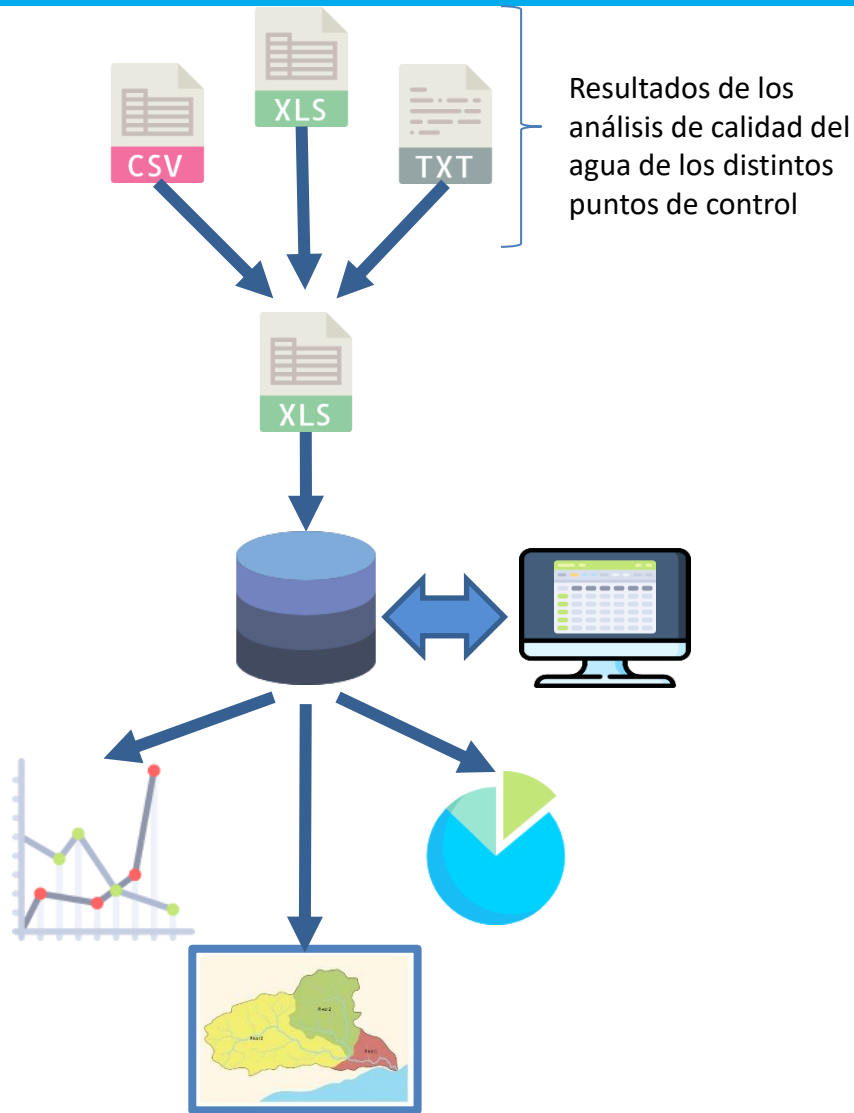 XLS
CSV
TXT
Resultados de los
análisis de calidad del
agua de los distintos
puntos de control
XLS